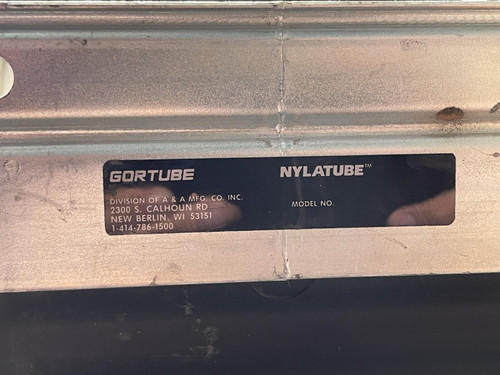 GORTUBE NYLATUBE™
DIVISION OF A & A MFG. CO. INC.
2300 S. CALHOUN RD MODEL NO.
NEW BERLIN, WI 53151
1-414-786-1500